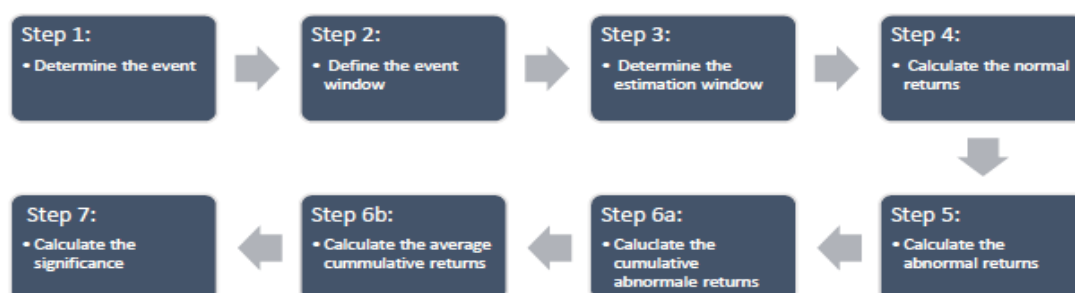 Step 1:
• Determine the event
Step 2:
• Define the event
window
Step 3:
• Determine the
estimation window
Step 4:
• Calculate the normal
returns
Step 5:
• Calculate the
abnormal returns
Step 6a:
• Caluclate the
cumulative
abnormale returns
Step 6b:
• Calculate the average
cummulative returns
Step 7:
• Calculate the
significance